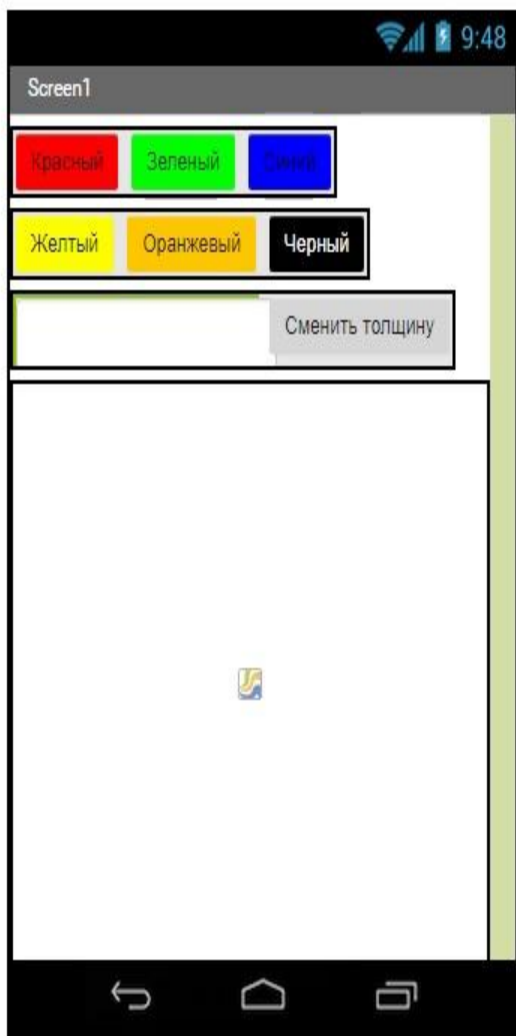 9:48
Screen1
Красный Зеленый Синий
Желтый Оранжевый Черный
Сменить толщину